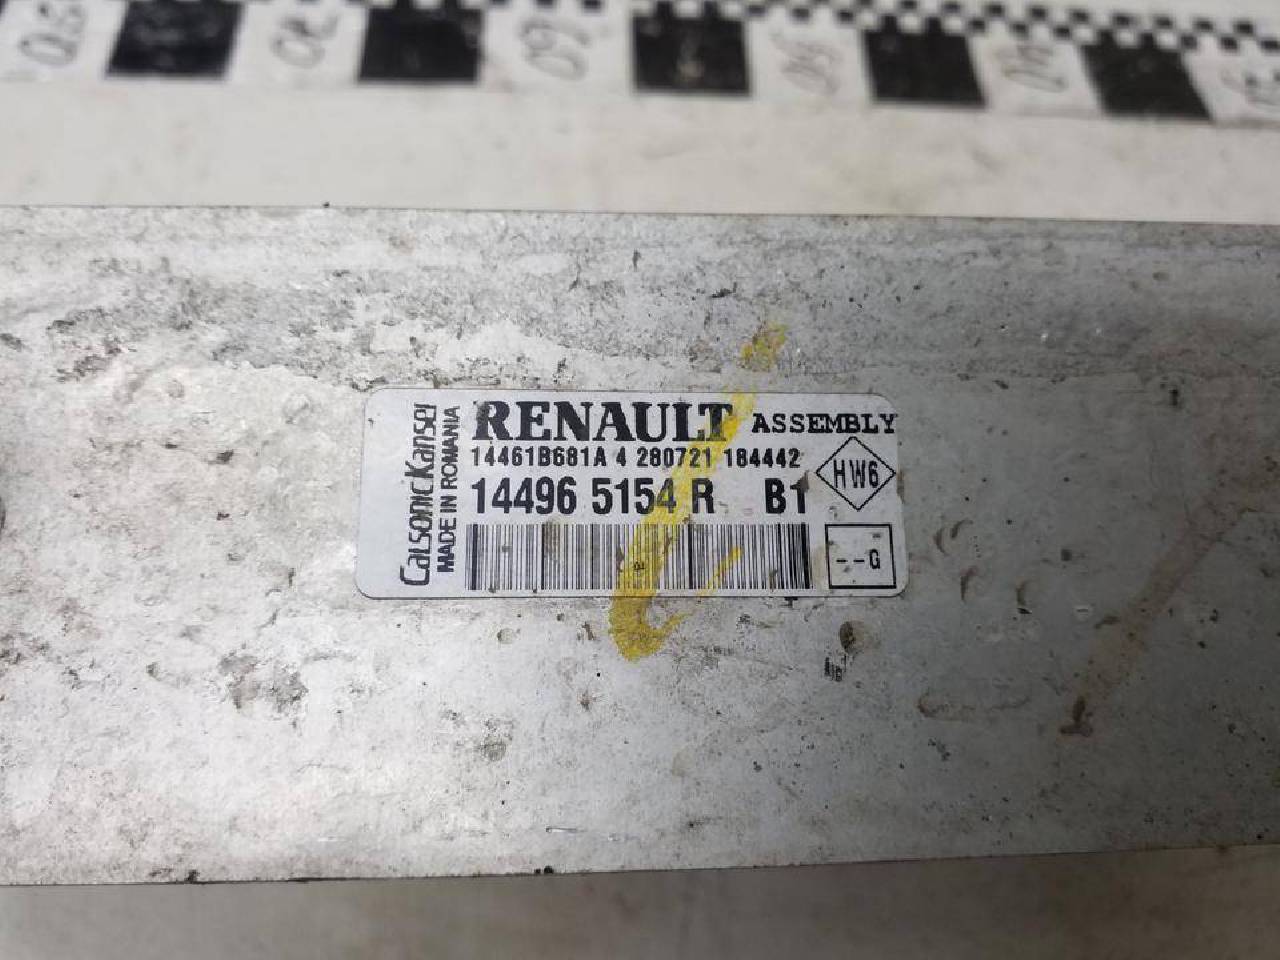 CalsonicKansei
MADE IN ROMANIA
RENAULT ASSEMBLY
14461B681A 4 280721 184442
HW6
14496 5154 R B1
--G